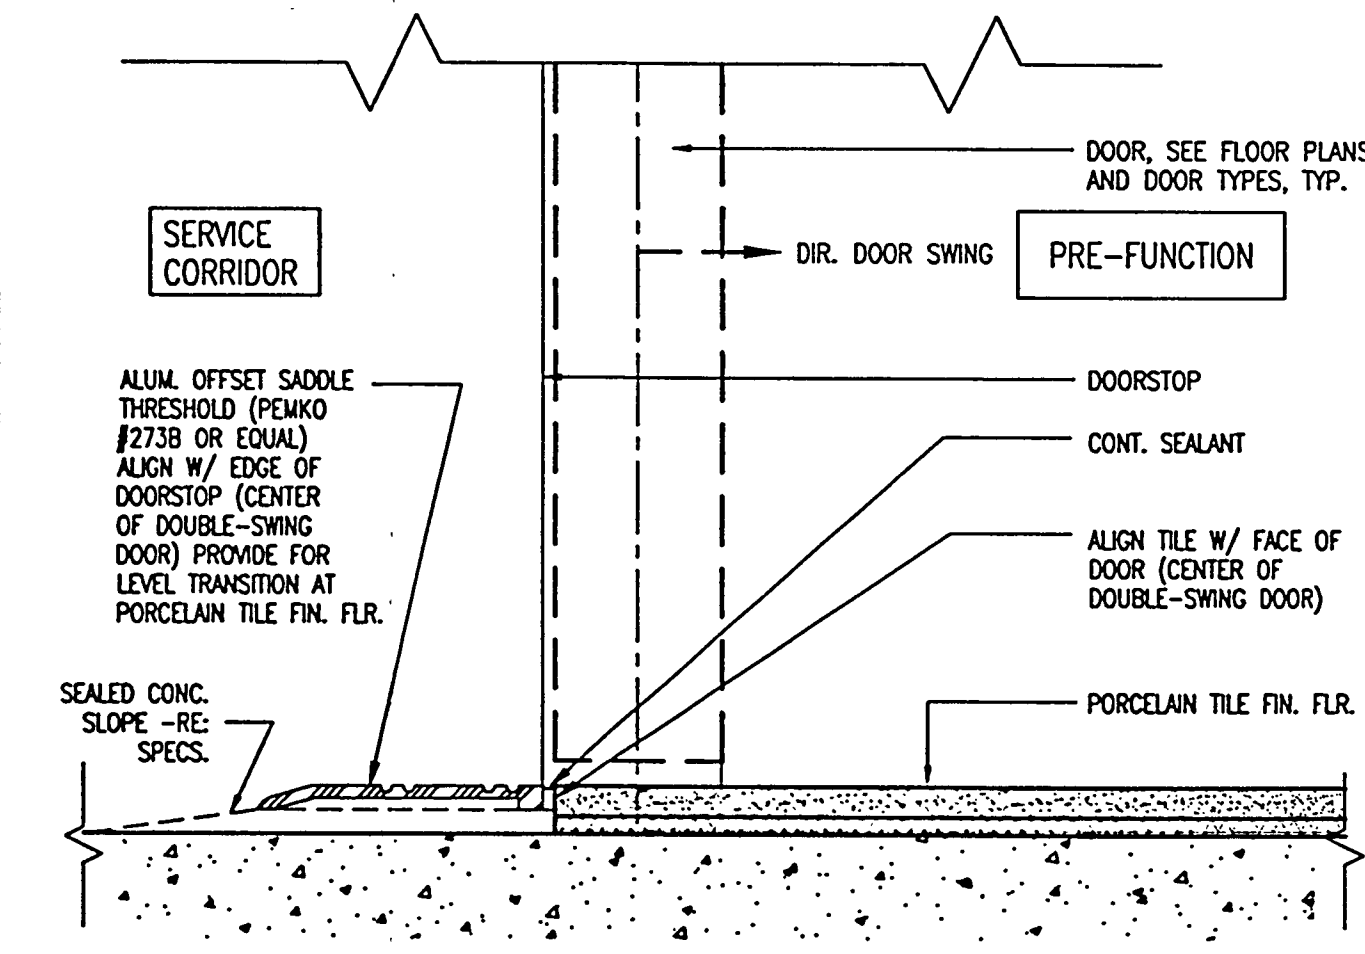 DOOR, SEE FLOOR PLANS
AND DOOR TYPES, TYP.
SERVICE
CORRIDOR
DIR. DOOR SWING
PRE-FUNCTION
ALUM. OFFSET SADDLE
THRESHOLD (PEMKO
#273B OR EQUAL)
ALIGN W/ EDGE OF
DOORSTOP (CENTER
OF DOUBLE-SWING
DOOR) PROVIDE FOR
LEVEL TRANSITION AT
PORCELAIN TILE FIN. FLR.
DOORSTOP
CONT. SEALANT
ALIGN TILE W/ FACE OF
DOOR (CENTER OF
DOUBLE-SWING DOOR)
SEALED CONC.
SLOPE -RE:
SPECS.
PORCELAIN TILE FIN. FLR.